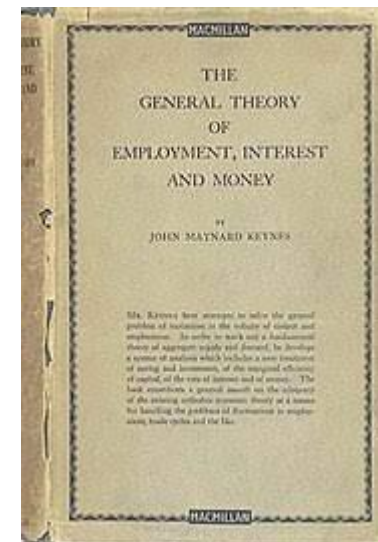 MACMILLAN
THE
GENERAL THEORY
OF
EMPLOYMENT, INTEREST
AND MONEY
BY
JOHN MAYNARD KEYNES
MR. KEYNES here attempts to solve the general
problem of variations in the volume of output and
employment. In order to work out a fundamental
theory of aggregate supply and demand, he develops
a system of analysis which includes a new treatment
of saving and investment, of the marginal efficiency
of capital, of the rate of interest and of money. The
book constitutes a general assault on the adequacy
of the existing orthodox economic theory as a means
for handling the problems of fluctuations in employ-
ment, trade cycles and the like.
MACMILLAN